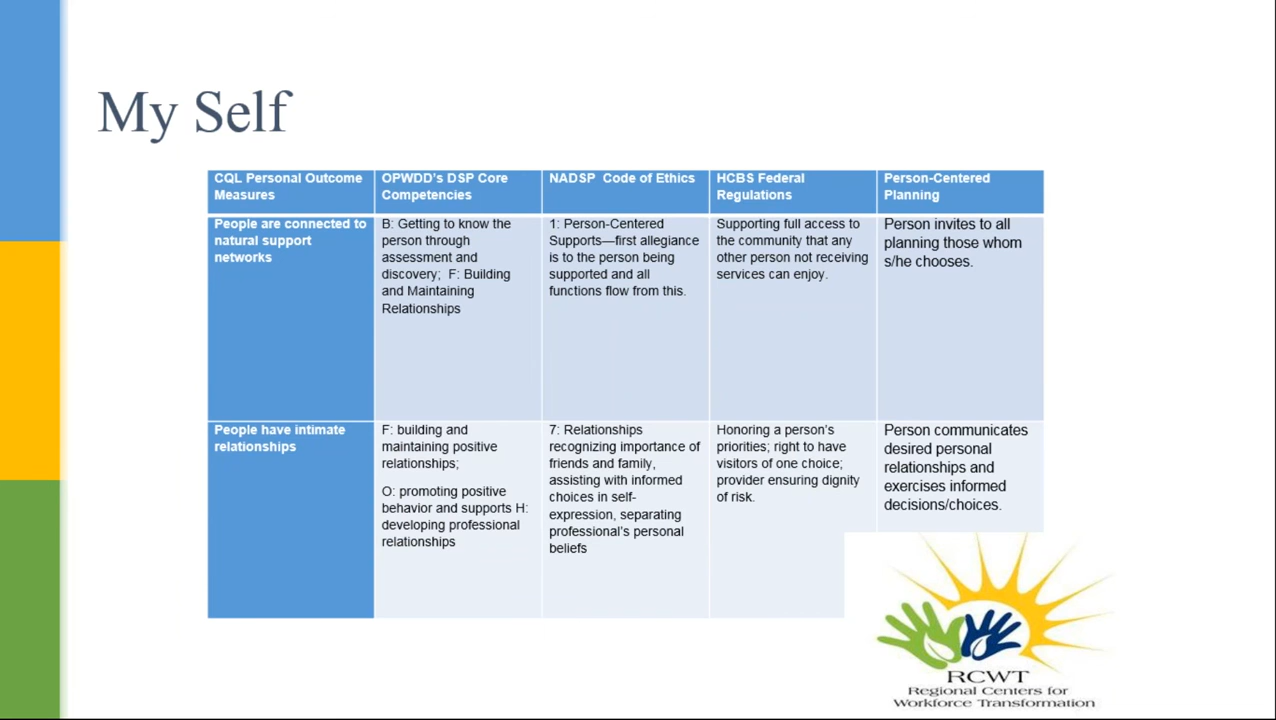 My Self
CQL Personal Outcome
Measures
OPWDD's DSP Core
Competencies
NADSP Code of Ethics
HCBS Federal
Regulations
Person-Centered
Planning
People are connected to
natural support
networks
B: Getting to know the
person through
assessment and
discovery; F: Building
and Maintaining
Relationships
1: Person-Centered
Supports—first allegiance
is to the person being
supported and all
functions flow from this.
Supporting full access to
the community that any
other person not receiving
services can enjoy.
Person invites to all
planning those whom
s/he chooses.
People have intimate
relationships
F: building and
maintaining positive
relationships;
O: promoting positive
behavior and supports H:
developing professional
relationships
7: Relationships
recognizing importance of
friends and family,
assisting with informed
choices in self-
expression, separating
professional's personal
beliefs
Honoring a person's
priorities; right to have
visitors of one choice;
provider ensuring dignity
of risk.
Person communicates
desired personal
relationships and
exercises informed
decisions/choices.
RCWT
Regional Centers for
Workforce Transformation